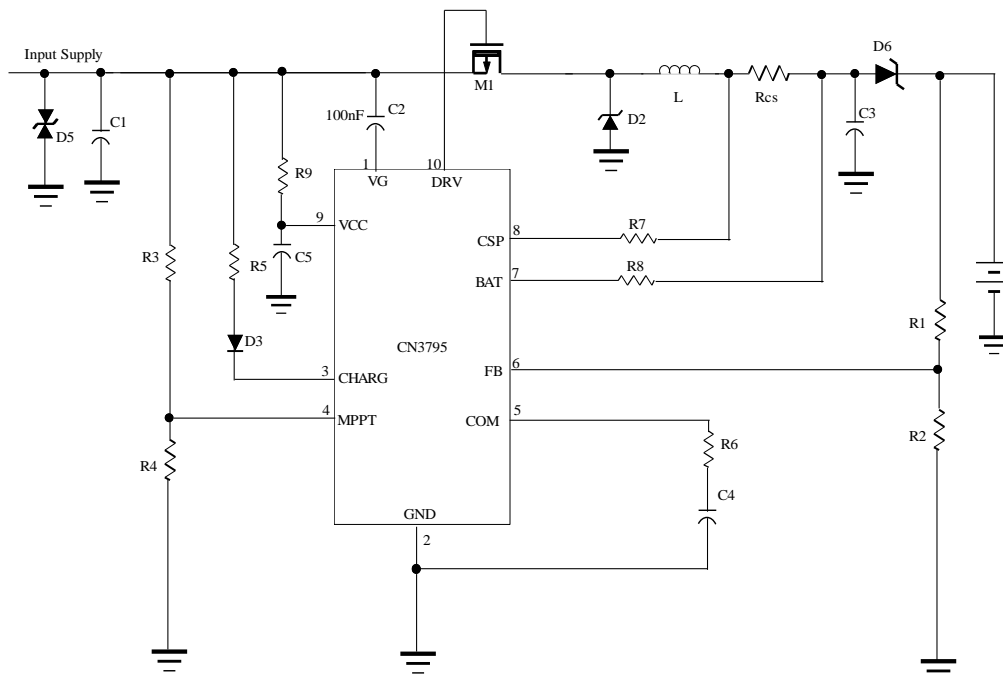 Input Supply
D6
M1
L
Rcs
C2
100nF
D5
C1
D2
C3
1
10
VG
DRV
R9
9
VCC
8
R7
CSP
C5
R3
R5
7
R8
BAT
R1
D3
CN3795
3
CHARG
6
FB
4
MPPT
5
COM
R2
R4
R6
C4
GND
2